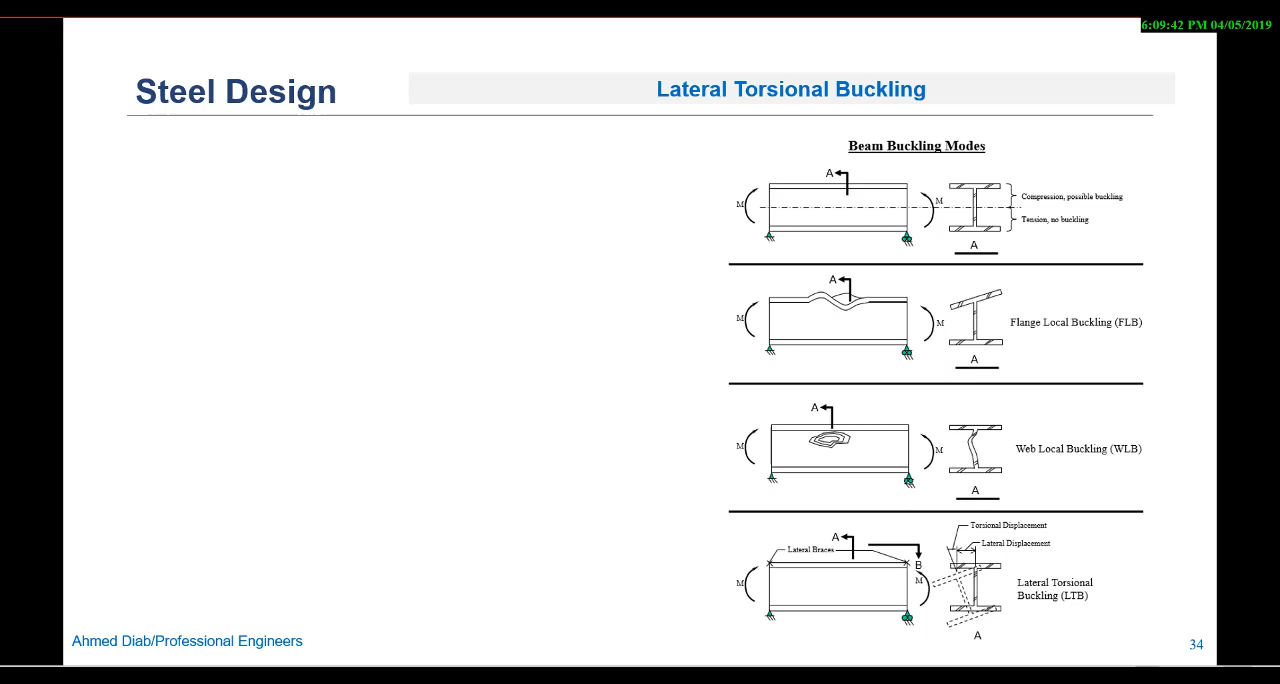 6:09:42 PM 04/05/2019
Steel Design
Lateral Torsional Buckling
Beam Buckling Modes
A
M
M
Compression, possible buckling
Tension, no buckling
A
A
M
M
Flange Local Buckling (FLB)
A
A
M
M
Web Local Buckling (WLB)
A
Torsional Displacement
A
Lateral Displacement
Lateral Braces
B
M
M
Lateral Torsional
Buckling (LTB)
A
Ahmed Diab/Professional Engineers
34